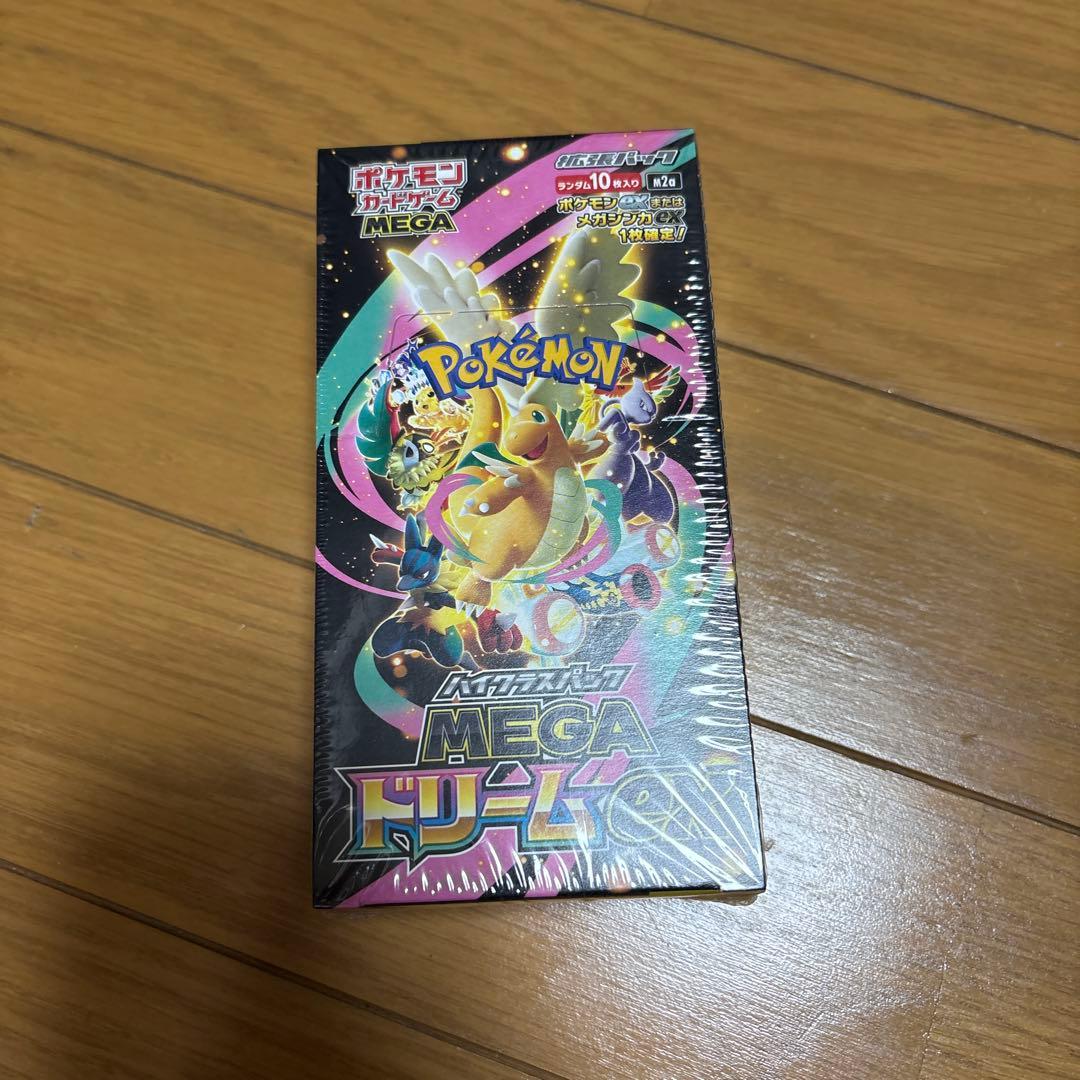 ポケモン
カードゲーム
MEGA
拡張パック
ランダム10枚入り M2a
ポケモンexまたは
メガシンカex
1枚確定!
POKÉMON
ハイクラスパック
MEGA
ドリームex